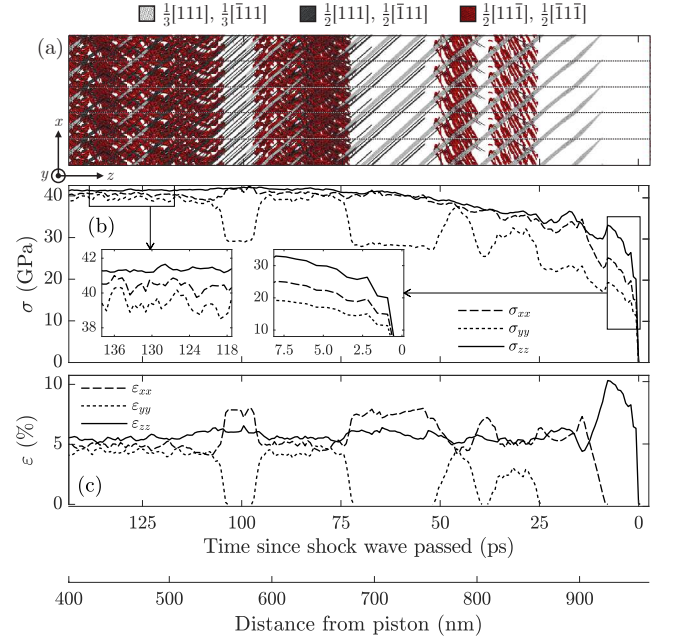 ⅓[111], ⅓[1̄11] ½[111], ½[1̄11] ½[111̄], ½[1̄11̄]
(a)
x
y z
40
30
20
10
0
σ (GPa)
(b)
42
40
38
136 130 124 118
30
20
10
7.5 5.0 2.5 0
σxx
σyy
σzz
10
5
0
ε (%)
εxx
εyy
εzz
(c)
125 100 75 50 25 0
Time since shock wave passed (ps)
400 500 600 700 800 900
Distance from piston (nm)